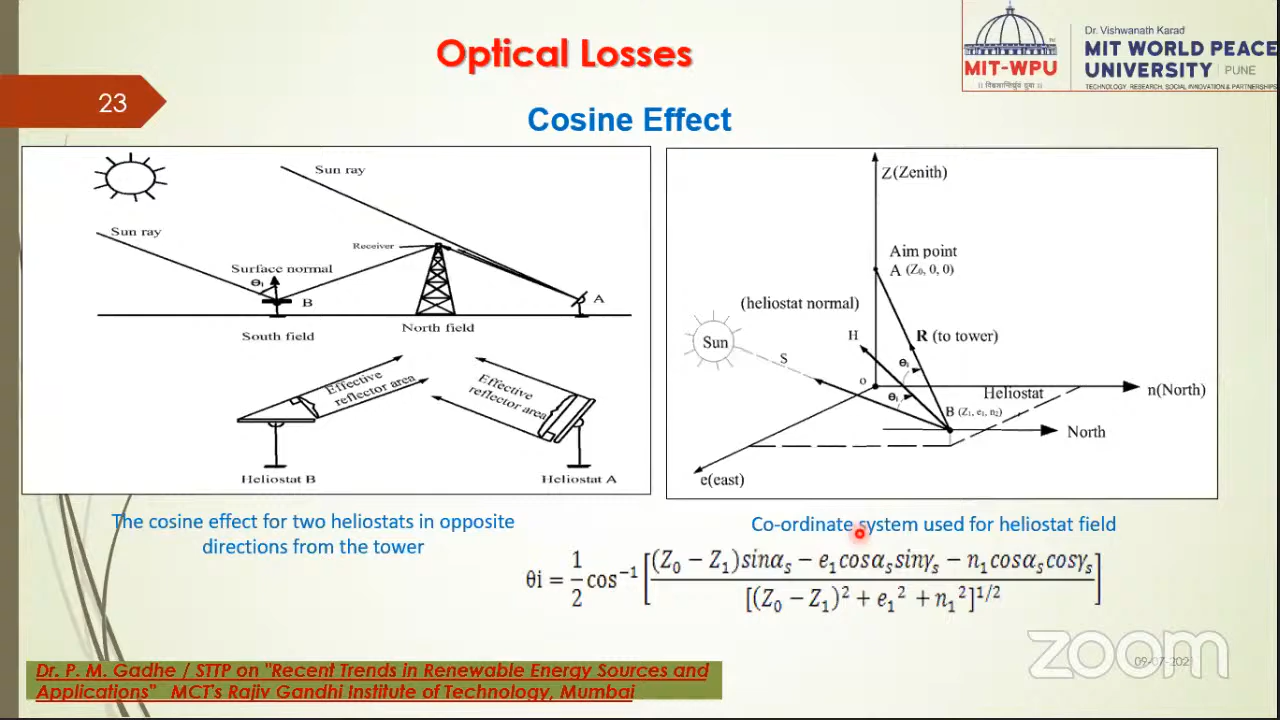 Optical Losses
MIT-WPU
Dr. Vishwanath Karad
MIT WORLD PEACE
UNIVERSITY | PUNE
TECHNOLOGY, RESEARCH, SOCIAL INNOVATION & PARTNERSHIPS
23
Cosine Effect
Sun ray
Sun ray
Receiver
Surface normal
θi
B
A
South field
North field
Effective
reflector area
Effective
reflector area
Heliostat B
Heliostat A
Z(Zenith)
Aim point
A (Z₀, 0, 0)
(heliostat normal)
H
R (to tower)
Sun
S
θi
θi
o
Heliostat
n(North)
B (Z₁, e₁, n₂)
North
e(east)
The cosine effect for two heliostats in opposite
directions from the tower
Co-ordinate system used for heliostat field
θi = 1/2 cos⁻¹ [ (Z₀ − Z₁)sinαₛ − e₁cosαₛsinγₛ − n₁cosαₛcosγₛ / [(Z₀ − Z₁)² + e₁² + n₁²]^1/2 ]
zoom
09-07-2021
Dr. P. M. Gadhe / STTP on "Recent Trends in Renewable Energy Sources and
Applications" MCT's Rajiv Gandhi Institute of Technology, Mumbai